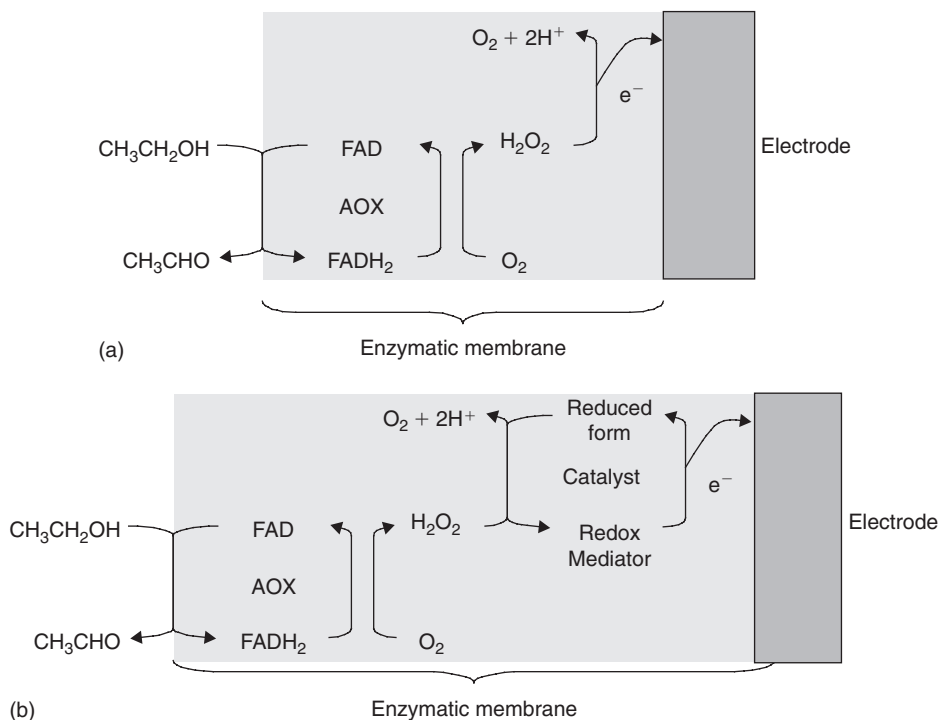 O₂ + 2H⁺
e⁻
CH₃CH₂OH
FAD
H₂O₂
Electrode
AOX
CH₃CHO
FADH₂
O₂
(a)
Enzymatic membrane
O₂ + 2H⁺
Reduced
form
Catalyst
e⁻
CH₃CH₂OH
FAD
H₂O₂
Redox
Mediator
Electrode
AOX
CH₃CHO
FADH₂
O₂
(b)
Enzymatic membrane